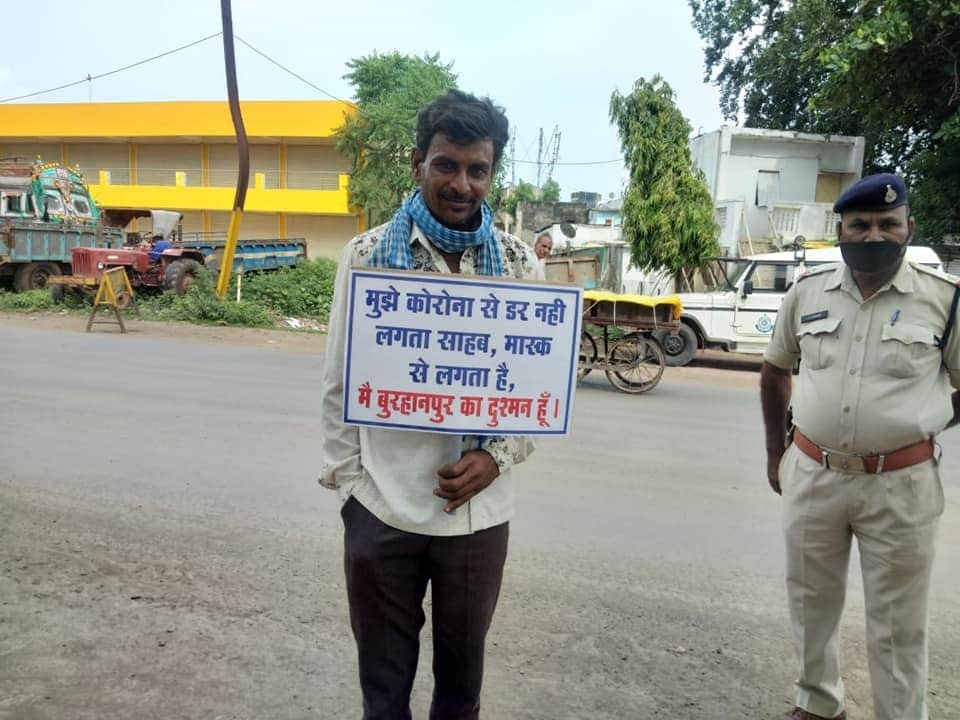 मुझे कोरोना से डर नही
लगता साहब, मास्क
से लगता है,
मै बुरहानपुर का दुश्मन हूँ।